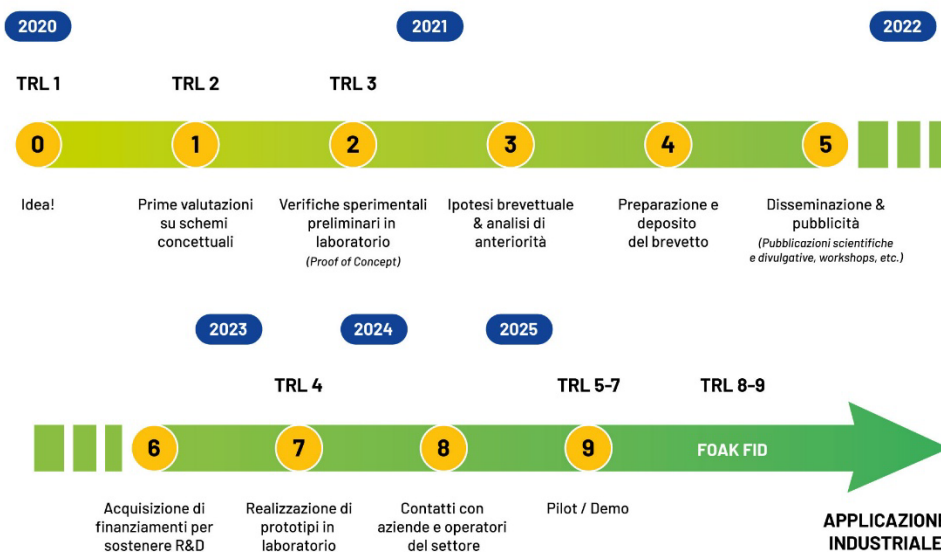 2020
2021
2022
TRL 1
TRL 2
TRL 3
0
1
2
3
4
5
Idea!
Prime valutazioni
su schemi
concettuali
Verifiche sperimentali
preliminari in
laboratorio
(Proof of Concept)
Ipotesi brevettuale
& analisi di
anteriorità
Preparazione e
deposito
del brevetto
Disseminazione &
pubblicità
(Pubblicazioni scientifiche
e divulgative, workshops, etc.)
2023
2024
2025
TRL 4
TRL 5-7
TRL 8-9
6
7
8
9
FOAK FID
Acquisizione di
finanziamenti per
sostenere R&D
Realizzazione di
prototipi in
laboratorio
Contatti con
aziende e operatori
del settore
Pilot / Demo
APPLICAZIONE
INDUSTRIALE